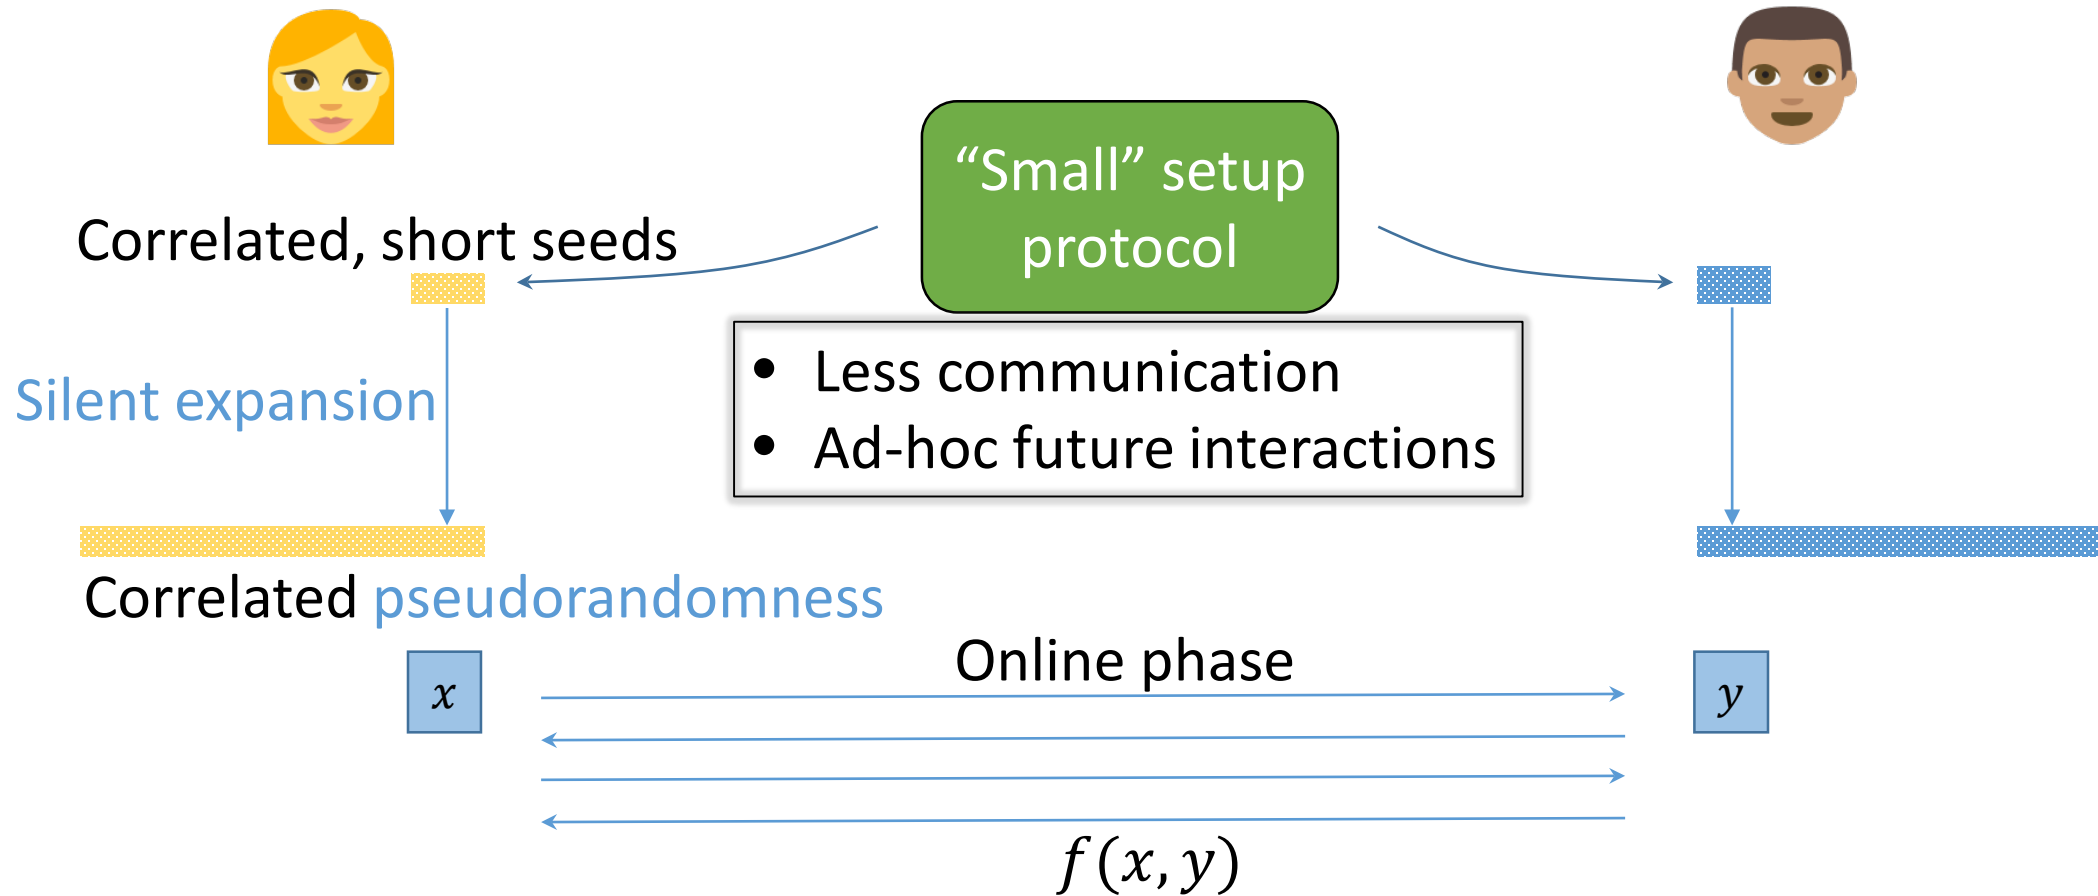 “Small” setup
protocol
Correlated, short seeds
• Less communication
• Ad-hoc future interactions
Silent expansion
Correlated pseudorandomness
Online phase
x
y
f(x, y)